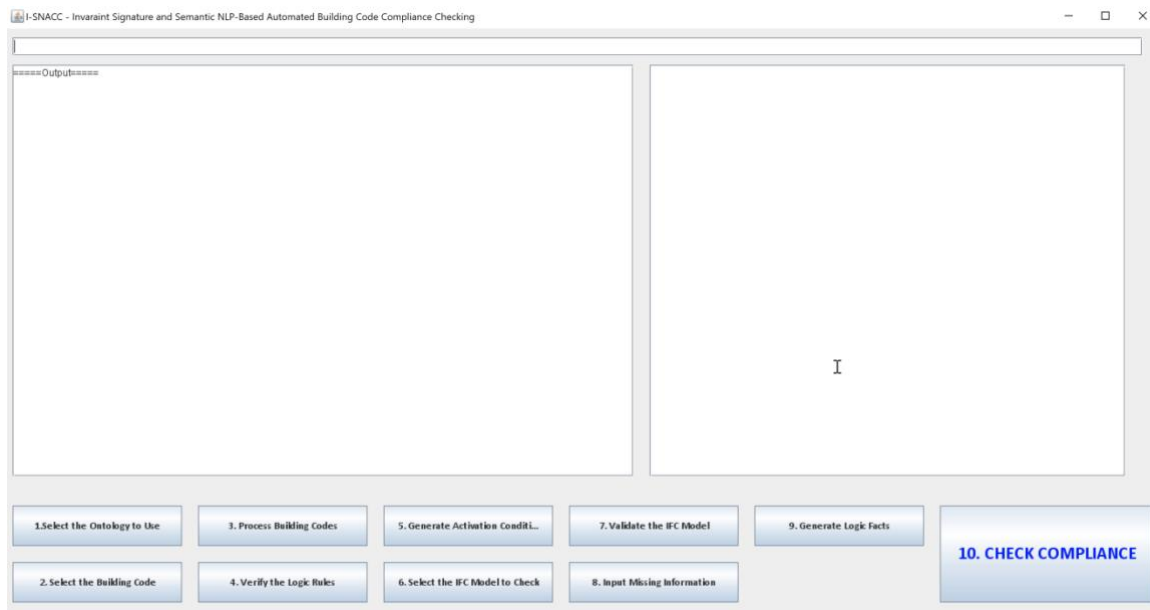 I-SNACC - Invaraint Signature and Semantic NLP-Based Automated Building Code Compliance Checking
=====Output=====
1.Select the Ontology to Use
3. Process Building Codes
5. Generate Activation Conditi...
7. Validate the IFC Model
9. Generate Logic Facts
10. CHECK COMPLIANCE
2. Select the Building Code
4. Verify the Logic Rules
6. Select the IFC Model to Check
8. Input Missing Information